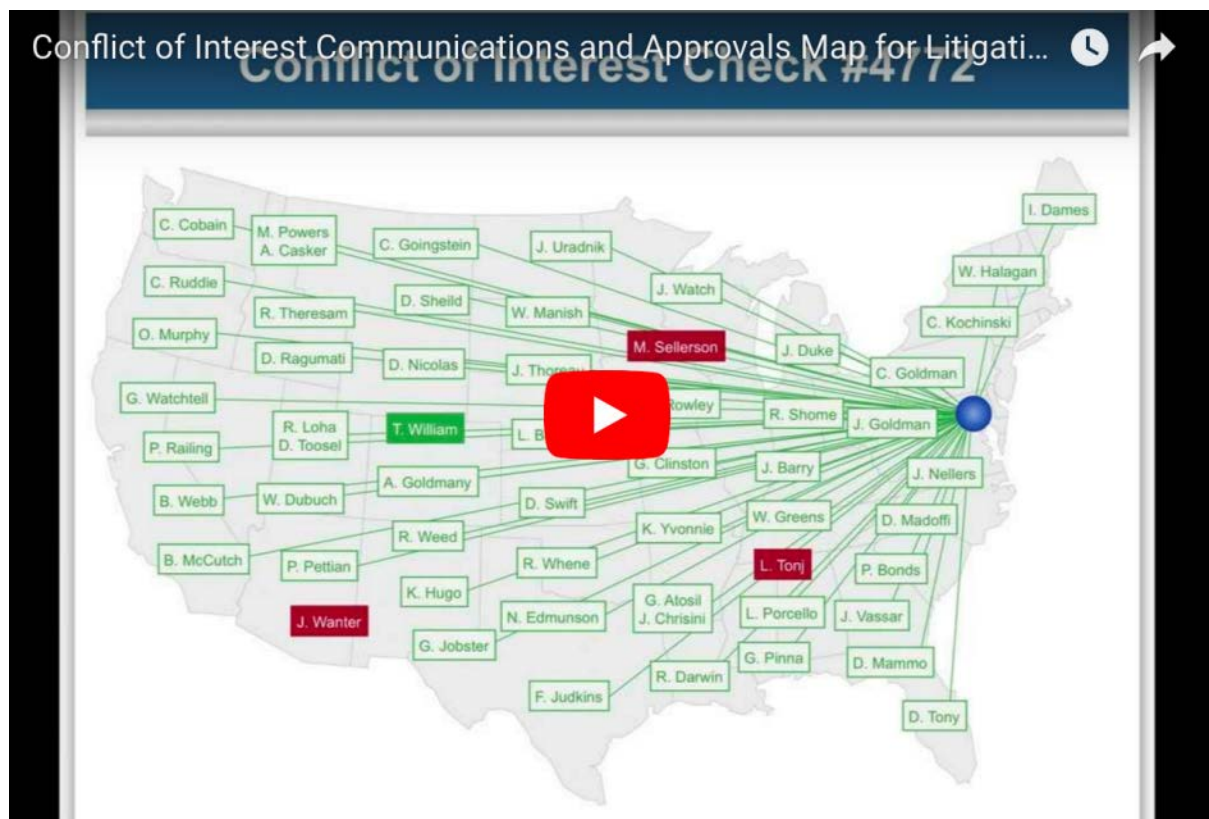 Conflict of Interest Communications and Approvals Map for Litigati...
Conflict of Interest Check #4772
I. Dames
C. Cobain
M. Powers
A. Casker
C. Goingstein
J. Uradnik
W. Halagan
C. Ruddie
J. Watch
D. Sheild
R. Theresam
W. Manish
C. Kochinski
O. Murphy
M. Sellerson
J. Duke
D. Ragumati
D. Nicolas
J. Thoreau
C. Goldman
G. Watchtell
Rowley
R. Shome
J. Goldman
R. Loha
D. Toosel
T. William
L. B
P. Railing
G. Clinston
J. Barry
J. Nellers
A. Goldmany
B. Webb
W. Dubuch
D. Swift
W. Greens
D. Madoffi
K. Yvonnie
R. Weed
B. McCutch
P. Pettian
R. Whene
L. Tonj
P. Bonds
K. Hugo
G. Atosil
J. Chrisini
L. Porcello
J. Vassar
N. Edmunson
J. Wanter
G. Jobster
G. Pinna
D. Mammo
R. Darwin
F. Judkins
D. Tony